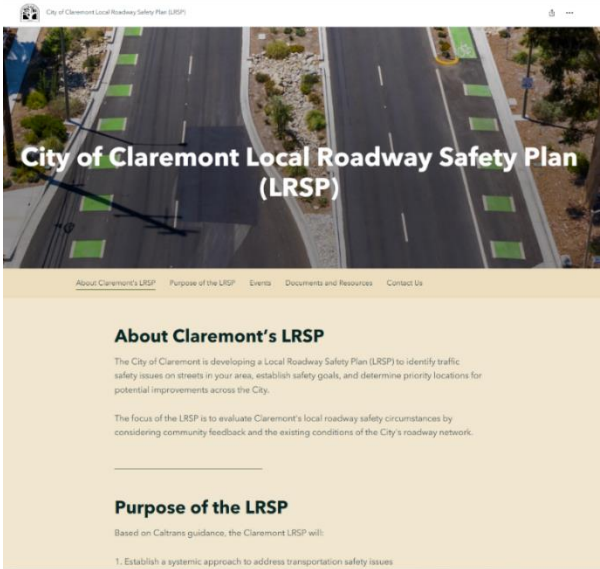 City of Claremont Local Roadway Safety Plan (LRSP)
City of Claremont Local Roadway Safety Plan
(LRSP)
About Claremont's LRSP Purpose of the LRSP Events Documents and Resources Contact Us
About Claremont's LRSP
The City of Claremont is developing a Local Roadway Safety Plan (LRSP) to identify traffic
safety issues on streets in your area, establish safety goals, and determine priority locations for
potential improvements across the City.
The focus of the LRSP is to evaluate Claremont's local roadway safety circumstances by
considering community feedback and the existing conditions of the City's roadway network.
Purpose of the LRSP
Based on Caltrans guidance, the Claremont LRSP will:
1. Establish a systemic approach to address transportation safety issues